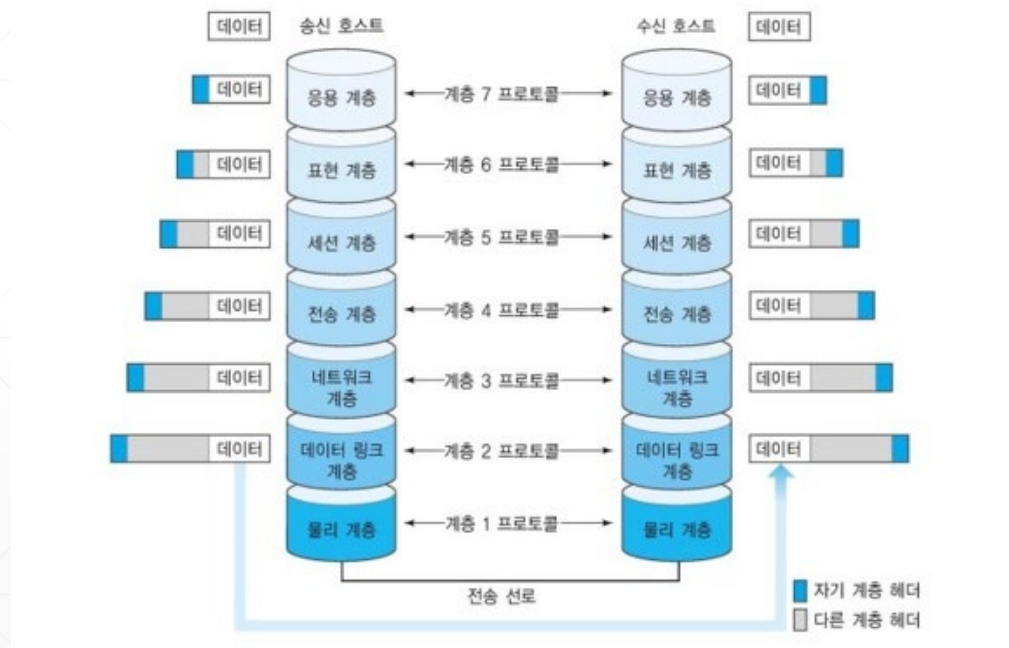 데이터 송신 호스트 수신 호스트 데이터
데이터 응용 계층 계층 7 프로토콜 응용 계층 데이터
데이터 표현 계층 계층 6 프로토콜 표현 계층 데이터
데이터 세션 계층 계층 5 프로토콜 세션 계층 데이터
데이터 전송 계층 계층 4 프로토콜 전송 계층 데이터
데이터 네트워크 계층 계층 3 프로토콜 네트워크 계층 데이터
데이터 데이터 링크 계층 계층 2 프로토콜 데이터 링크 계층 데이터
물리 계층 계층 1 프로토콜 물리 계층
전송 선로
자기 계층 헤더
다른 계층 헤더